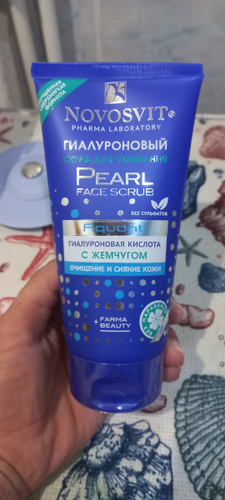 NOVOSVIT®
PHARMA LABORATORY
ГИАЛУРОНОВЫЙ
СКРАБ ДЛЯ УМЫВАНИЯ
PEARL
FACE SCRUB
БЕЗ СУЛЬФАТОВ
ГИАЛУРОНОВАЯ КИСЛОТА
С ЖЕМЧУГОМ
ОЧИЩЕНИЕ И СИЯНИЕ КОЖИ
FARMA
BEAUTY